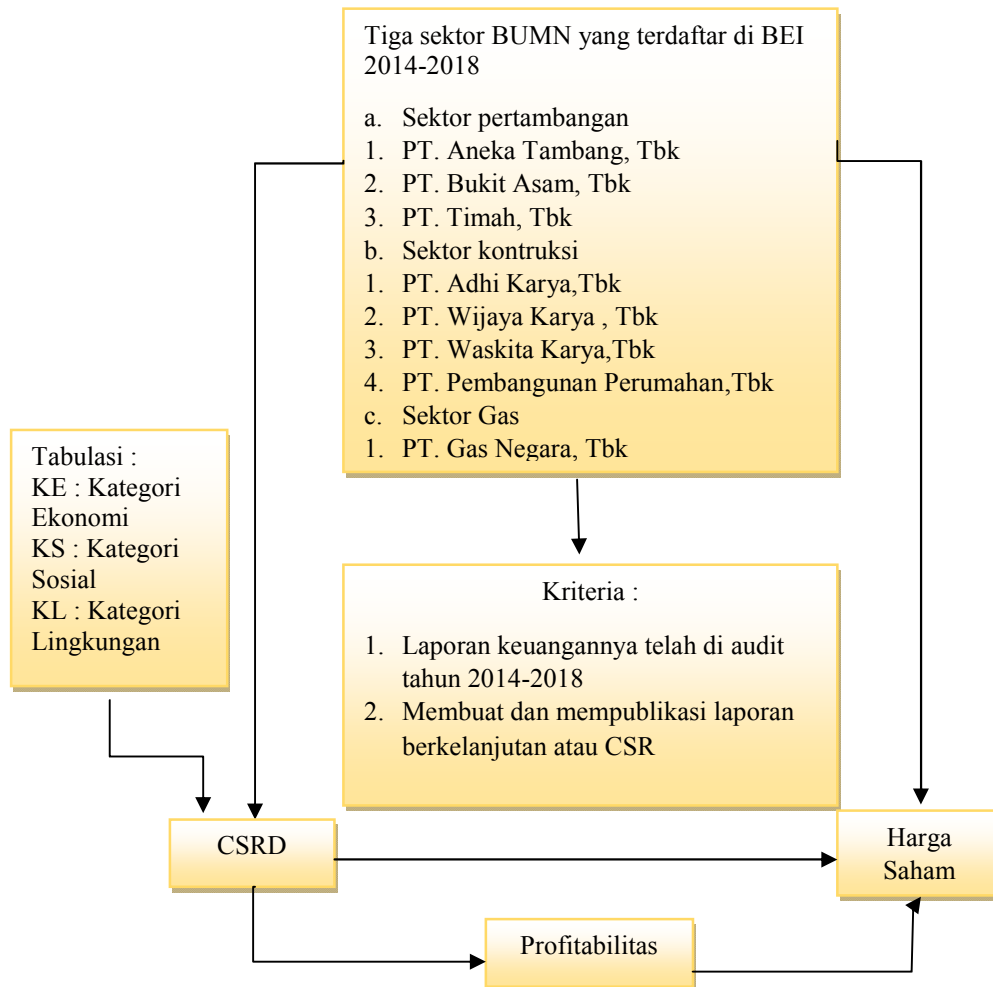 Tiga sektor BUMN yang terdaftar di BEI
2014-2018
a. Sektor pertambangan
1. PT. Aneka Tambang, Tbk
2. PT. Bukit Asam, Tbk
3. PT. Timah, Tbk
b. Sektor kontruksi
1. PT. Adhi Karya,Tbk
2. PT. Wijaya Karya , Tbk
3. PT. Waskita Karya,Tbk
4. PT. Pembangunan Perumahan,Tbk
c. Sektor Gas
1. PT. Gas Negara, Tbk
Tabulasi :
KE : Kategori
Ekonomi
KS : Kategori
Sosial
KL : Kategori
Lingkungan
Kriteria :
1. Laporan keuangannya telah di audit
tahun 2014-2018
2. Membuat dan mempublikasi laporan
berkelanjutan atau CSR
CSRD
Harga
Saham
Profitabilitas